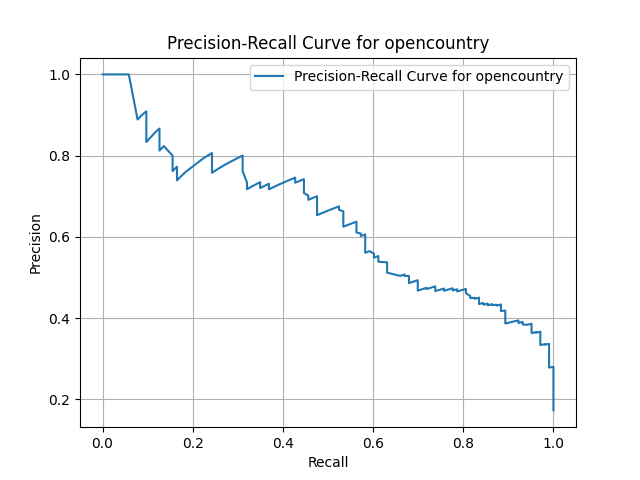 Precision-Recall Curve for opencountry
Precision-Recall Curve for opencountry
1.0
0.8
0.6
0.4
0.2
Precision
0.0 0.2 0.4 0.6 0.8 1.0
Recall